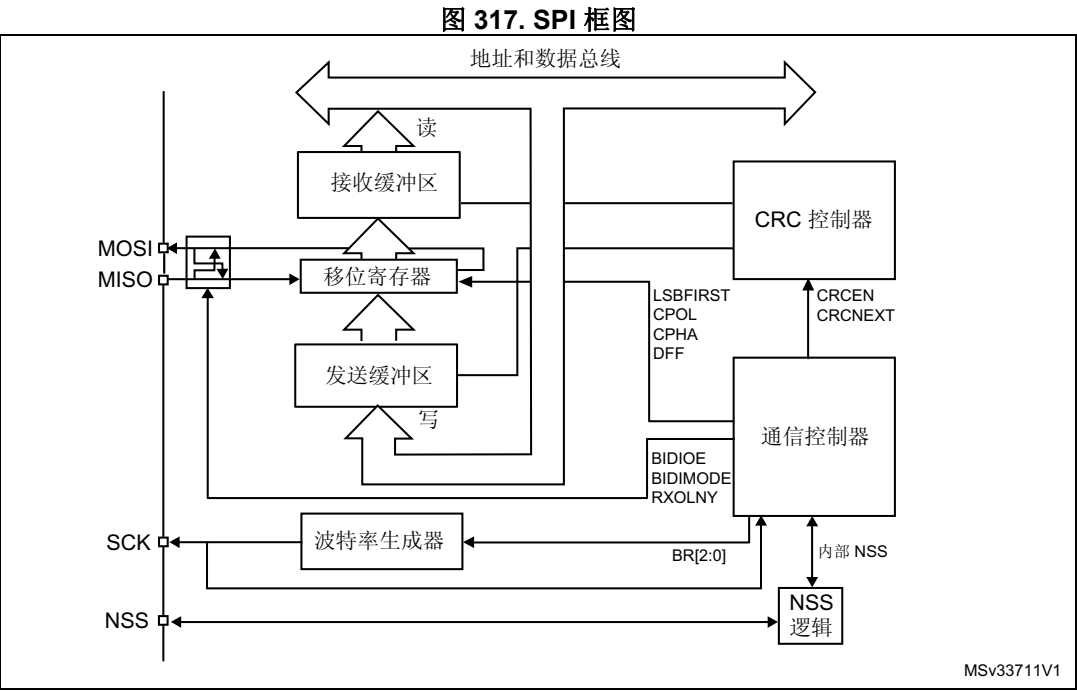 图 317. SPI 框图
地址和数据总线
读
接收缓冲区
CRC 控制器
MOSI
MISO
移位寄存器
LSBFIRST
CPOL
CPHA
DFF
CRCEN
CRCNEXT
发送缓冲区
写
通信控制器
BIDIOE
BIDIMODE
RXOLNY
SCK
波特率生成器
BR[2:0]
内部 NSS
NSS
NSS
逻辑
MSv33711V1